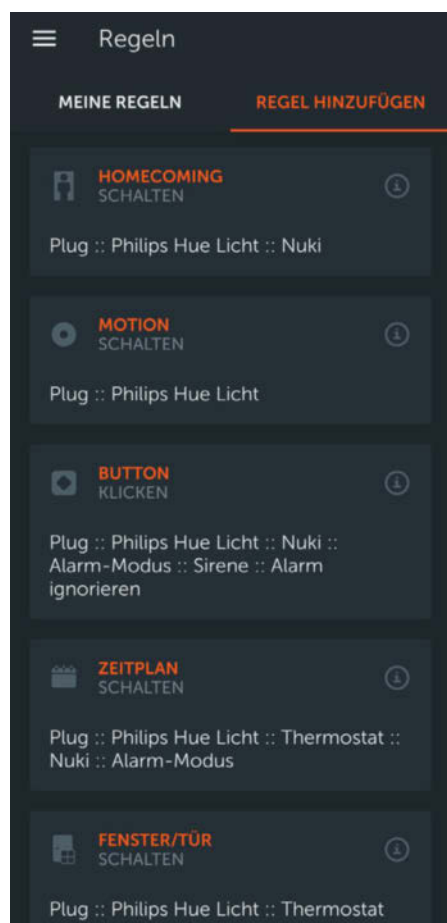 Regeln
MEINE REGELN
REGEL HINZUFÜGEN
HOMECOMING
SCHALTEN
Plug :: Philips Hue Licht :: Nuki
MOTION
SCHALTEN
Plug :: Philips Hue Licht
BUTTON
KLICKEN
Plug :: Philips Hue Licht :: Nuki ::
Alarm-Modus :: Sirene :: Alarm
ignorieren
ZEITPLAN
SCHALTEN
Plug :: Philips Hue Licht :: Thermostat ::
Nuki :: Alarm-Modus
FENSTER/TÜR
SCHALTEN
Plug :: Philips Hue Licht :: Thermostat